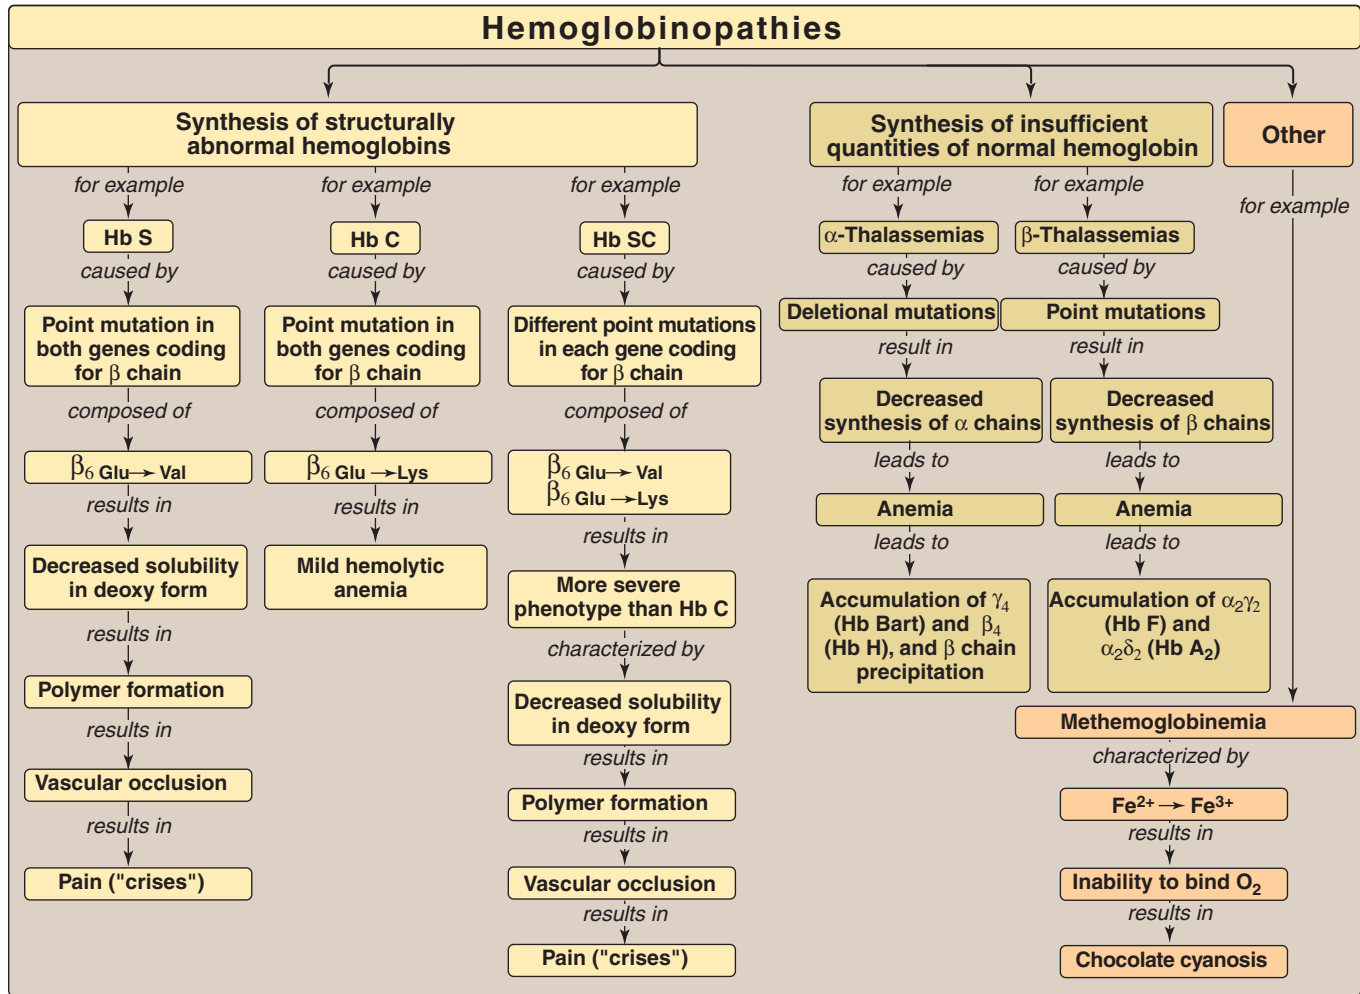 Hemoglobinopathies
Synthesis of structurally
abnormal hemoglobins
for example
Hb S
caused by
Point mutation in
both genes coding
for β chain
composed of
β₆ Glu→ Val
results in
Decreased solubility
in deoxy form
results in
Polymer formation
results in
Vascular occlusion
results in
Pain ("crises")
for example
Hb C
caused by
Point mutation in
both genes coding
for β chain
composed of
β₆ Glu →Lys
results in
Mild hemolytic
anemia
for example
Hb SC
caused by
Different point mutations
in each gene coding
for β chain
composed of
β₆ Glu→ Val
β₆ Glu →Lys
results in
More severe
phenotype than Hb C
characterized by
Decreased solubility
in deoxy form
results in
Polymer formation
results in
Vascular occlusion
results in
Pain ("crises")
Synthesis of insufficient
quantities of normal hemoglobin
for example
α-Thalassemias
caused by
Deletional mutations
result in
Decreased
synthesis of α chains
leads to
Anemia
leads to
Accumulation of γ₄
(Hb Bart) and β₄
(Hb H), and β chain
precipitation
for example
β-Thalassemias
caused by
Point mutations
result in
Decreased
synthesis of β chains
leads to
Anemia
leads to
Accumulation of α₂γ₂
(Hb F) and
α₂δ₂ (Hb A₂)
Other
for example
Methemoglobinemia
characterized by
Fe²⁺ → Fe³⁺
results in
Inability to bind O₂
results in
Chocolate cyanosis